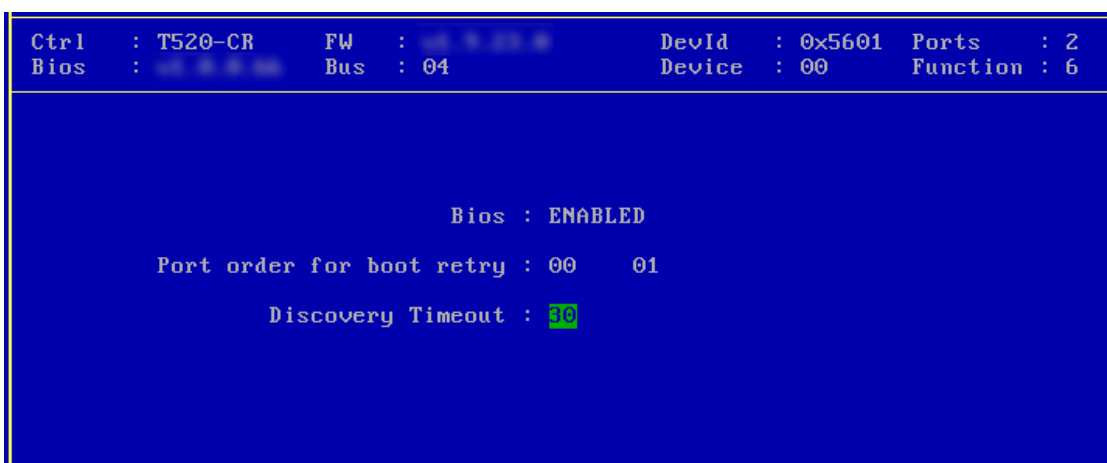 Ctrl : T520-CR FW : DevId : 0x5601 Ports : 2
Bios : Bus : 04 Device : 00 Function : 6
Bios : ENABLED
Port order for boot retry : 00 01
Discovery Timeout : 30